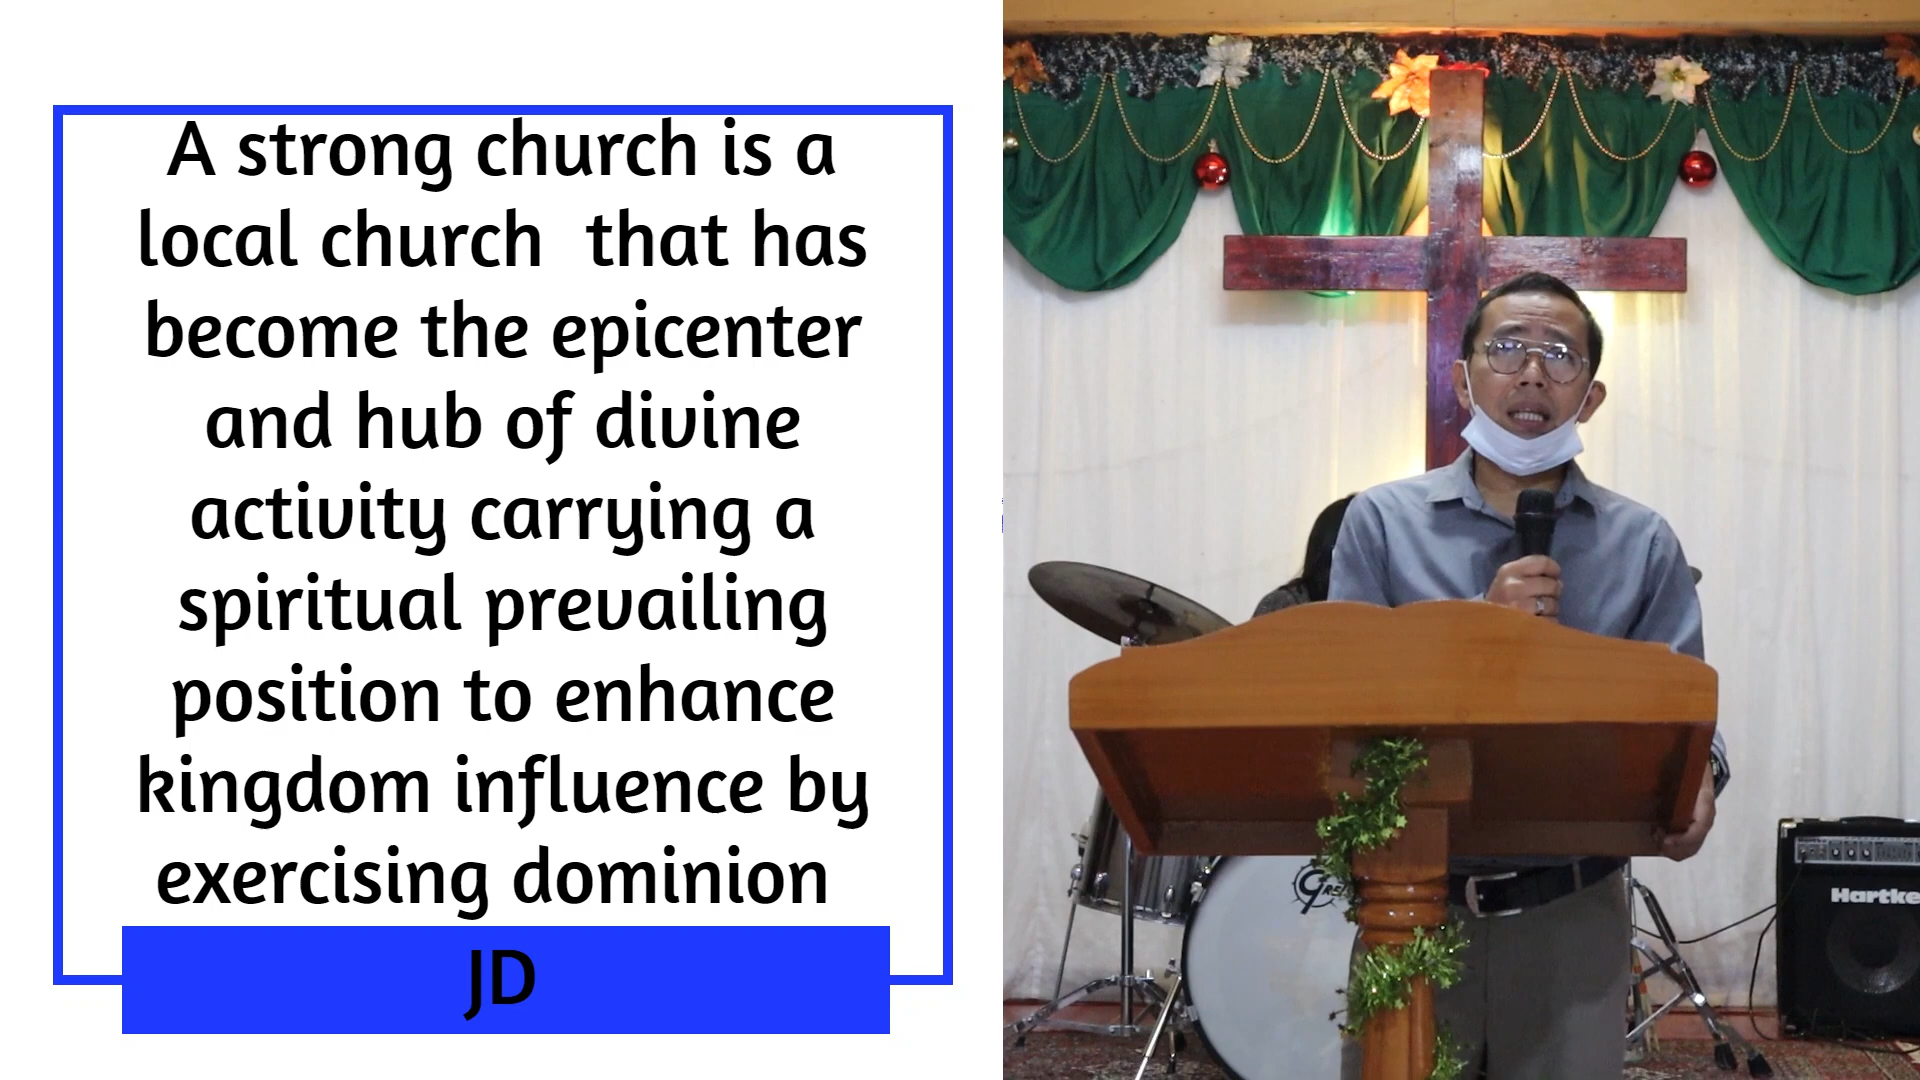 A strong church is a
local church  that has
become the epicenter
and hub of divine
activity carrying a
spiritual prevailing
position to enhance
kingdom influence by
exercising dominion
JD
Hartke